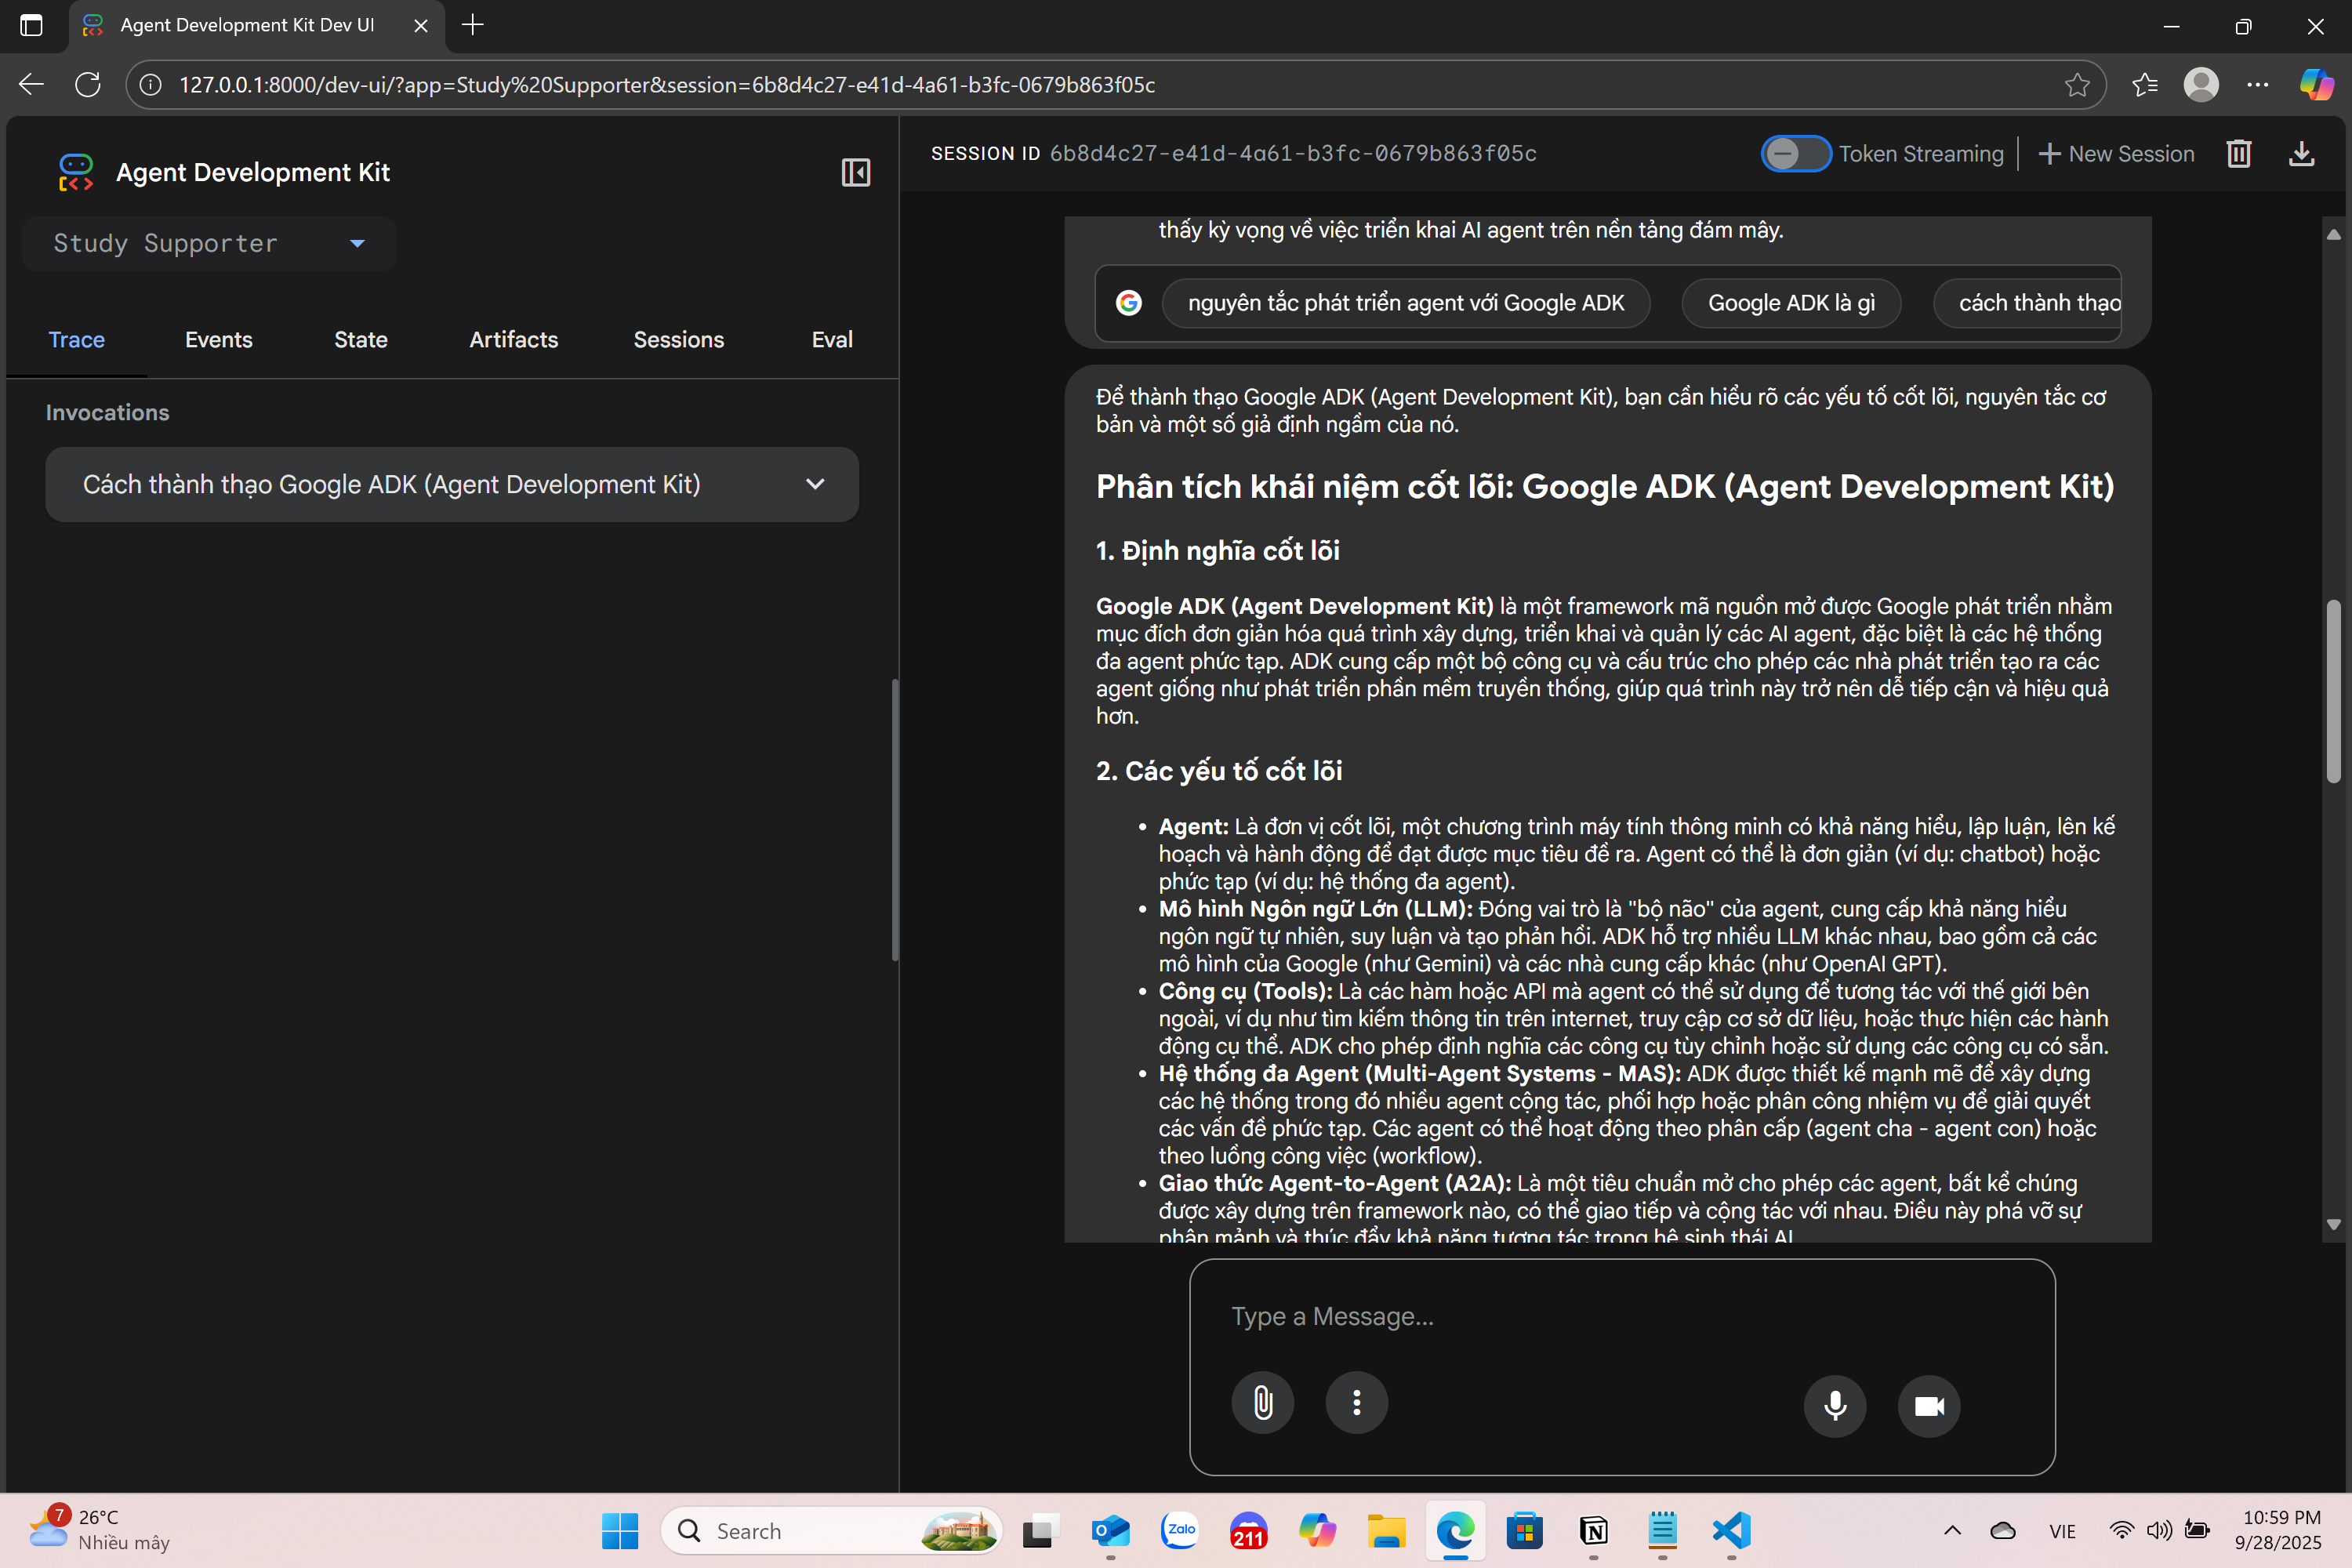 Agent Development Kit Dev UI
127.0.0.1:8000/dev-ui/?app=Study%20Supporter&session=6b8d4c27-e41d-4a61-b3fc-0679b863f05c
Agent Development Kit
Study Supporter
Trace Events State Artifacts Sessions Eval
Invocations
Cách thành thạo Google ADK (Agent Development Kit)
SESSION ID 6b8d4c27-e41d-4a61-b3fc-0679b863f05c
Token Streaming
New Session
thấy kỳ vọng về việc triển khai AI agent trên nền tảng đám mây.
nguyên tắc phát triển agent với Google ADK Google ADK là gì cách thành thạo
Để thành thạo Google ADK (Agent Development Kit), bạn cần hiểu rõ các yếu tố cốt lõi, nguyên tắc cơ
bản và một số giả định ngầm của nó.
Phân tích khái niệm cốt lõi: Google ADK (Agent Development Kit)
1. Định nghĩa cốt lõi
Google ADK (Agent Development Kit) là một framework mã nguồn mở được Google phát triển nhằm
mục đích đơn giản hóa quá trình xây dựng, triển khai và quản lý các AI agent, đặc biệt là các hệ thống
đa agent phức tạp. ADK cung cấp một bộ công cụ và cấu trúc cho phép các nhà phát triển tạo ra các
agent giống như phát triển phần mềm truyền thống, giúp quá trình này trở nên dễ tiếp cận và hiệu quả
hơn.
2. Các yếu tố cốt lõi
• Agent: Là đơn vị cốt lõi, một chương trình máy tính thông minh có khả năng hiểu, lập luận, lên kế
hoạch và hành động để đạt được mục tiêu đề ra. Agent có thể là đơn giản (ví dụ: chatbot) hoặc
phức tạp (ví dụ: hệ thống đa agent).
• Mô hình Ngôn ngữ Lớn (LLM): Đóng vai trò là "bộ não" của agent, cung cấp khả năng hiểu
ngôn ngữ tự nhiên, suy luận và tạo phản hồi. ADK hỗ trợ nhiều LLM khác nhau, bao gồm cả các
mô hình của Google (như Gemini) và các nhà cung cấp khác (như OpenAI GPT).
• Công cụ (Tools): Là các hàm hoặc API mà agent có thể sử dụng để tương tác với thế giới bên
ngoài, ví dụ như tìm kiếm thông tin trên internet, truy cập cơ sở dữ liệu, hoặc thực hiện các hành
động cụ thể. ADK cho phép định nghĩa các công cụ tùy chỉnh hoặc sử dụng các công cụ có sẵn.
• Hệ thống đa Agent (Multi-Agent Systems - MAS): ADK được thiết kế mạnh mẽ để xây dựng
các hệ thống trong đó nhiều agent cộng tác, phối hợp hoặc phân công nhiệm vụ để giải quyết
các vấn đề phức tạp. Các agent có thể hoạt động theo phân cấp (agent cha - agent con) hoặc
theo luồng công việc (workflow).
• Giao thức Agent-to-Agent (A2A): Là một tiêu chuẩn mở cho phép các agent, bất kể chúng
được xây dựng trên framework nào, có thể giao tiếp và cộng tác với nhau. Điều này phá vỡ sự
phân mảnh và thúc đẩy khả năng tương tác trong hệ sinh thái AI.
Type a Message...
7
26°C
Nhiều mây
Search
Zalo
211
VIE
10:59 PM
9/28/2025